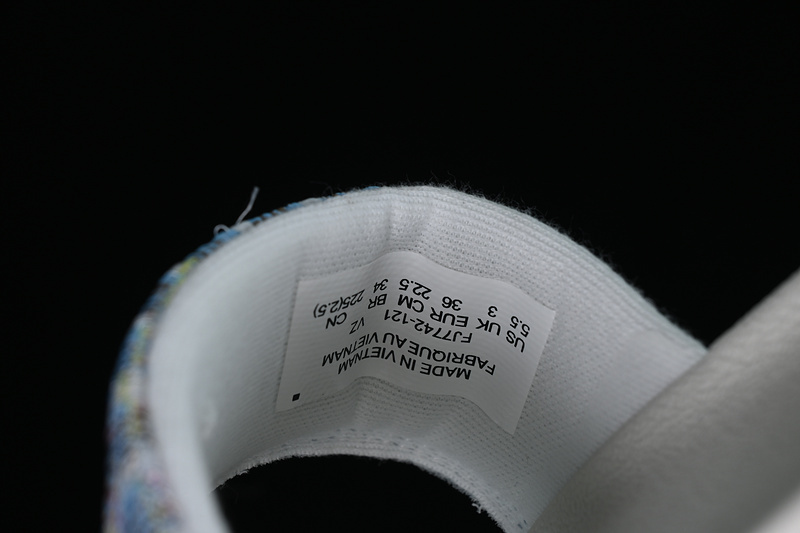 MADE IN VIETNAM
FABRIQUE AU VIETNAM
FJ7742-121 VZ
US UK EUR CM BR CN
5.5 3 36 22.5 34 225(2.5)